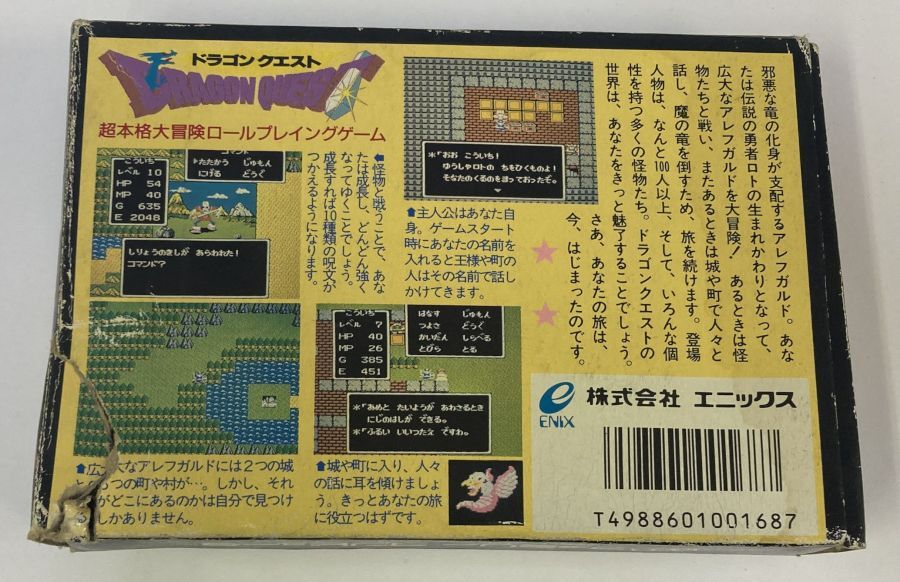 ドラゴン クエスト
DRAGON QUEST
超本格大冒険ロールプレイングゲーム
コマンド
こういち
レベル 10
HP 54
MP 40
G 635
E 2048
たたかう じゅもん
にげる どうぐ
しりょうのきしが あらわれた!
コマンド?
⬆怪物と戦うことで、あな
たは成長し、どんどん強く
なってゆくことでしょう。
成長すれば10種類の呪文が
つかえるようになります。
*「おお こういち!
ゆうしゃロトの ちをひくものよ!
そなたのくるのをまっておったぞ。
⬆主人公はあなた自
身。ゲームスタート
時にあなたの名前を
入れると王様や町の
人はその名前で話し
かけてきます。
邪悪な竜の化身が支配するアレフガルド。あな
たは伝説の勇者ロトの生まれかわりとなって、
広大なアレフガルドを大冒険! あるときは怪
物たちと戦い、またあるときは城や町で人々と
話し、魔の竜を倒すため、旅を続けます。登場
人物は、なんと100人以上、そして、いろんな個
性を持つ多くの怪物たち。ドラゴンクエストの
世界は、あなたをきっと魅了することでしょう。
さあ、あなたの旅は、
今、はじまったのです。
こういち
レベル 7
HP 40
MP 26
G 385
E 451
はなす じゅもん
つよさ どうぐ
かいだん しらべる
とびら とる
*「あめと たいようが あわさるとき
にじのはしが できる。
*「ふるい いいつたえ ですわ。
⬆広大なアレフガルドには2つの城
つの町や村が…。しかし、それ
がどこにあるのかは自分で見つけ
しかありません。
⬆城や町に入り、人々
の話に耳を傾けましょ
う。きっとあなたの旅
に役立つはずです。
ENIX
株式会社 エニックス
T4988601001687